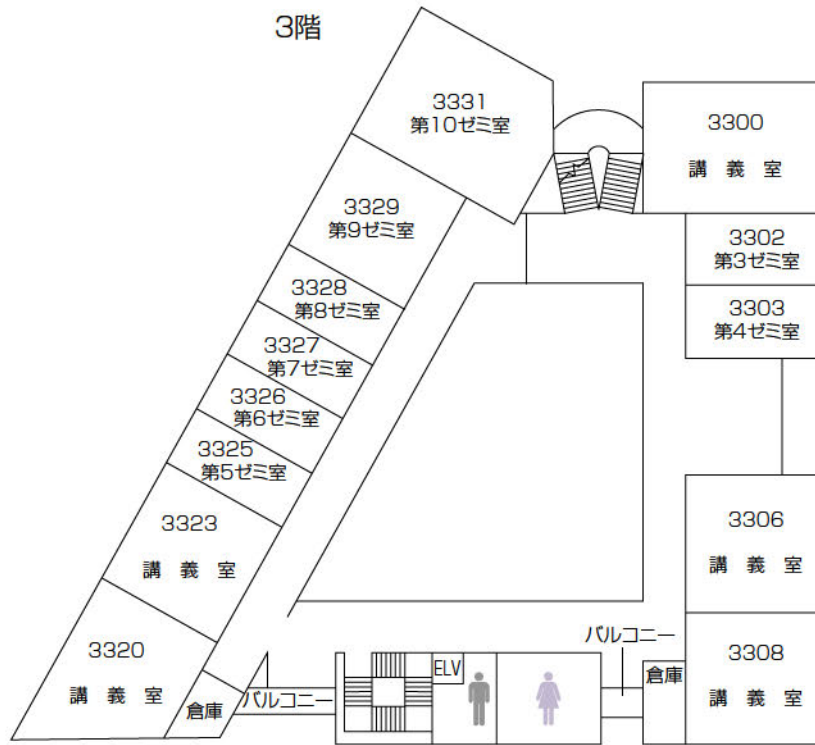 3階
3331
第10ゼミ室
3300
講 義 室
3329
第9ゼミ室
3302
第3ゼミ室
3328
第8ゼミ室
3303
第4ゼミ室
3327
第7ゼミ室
3326
第6ゼミ室
3325
第5ゼミ室
3323
講 義 室
3306
講 義 室
3320
講 義 室
倉庫
バルコニー
ELV
バルコニー
倉庫
3308
講 義 室